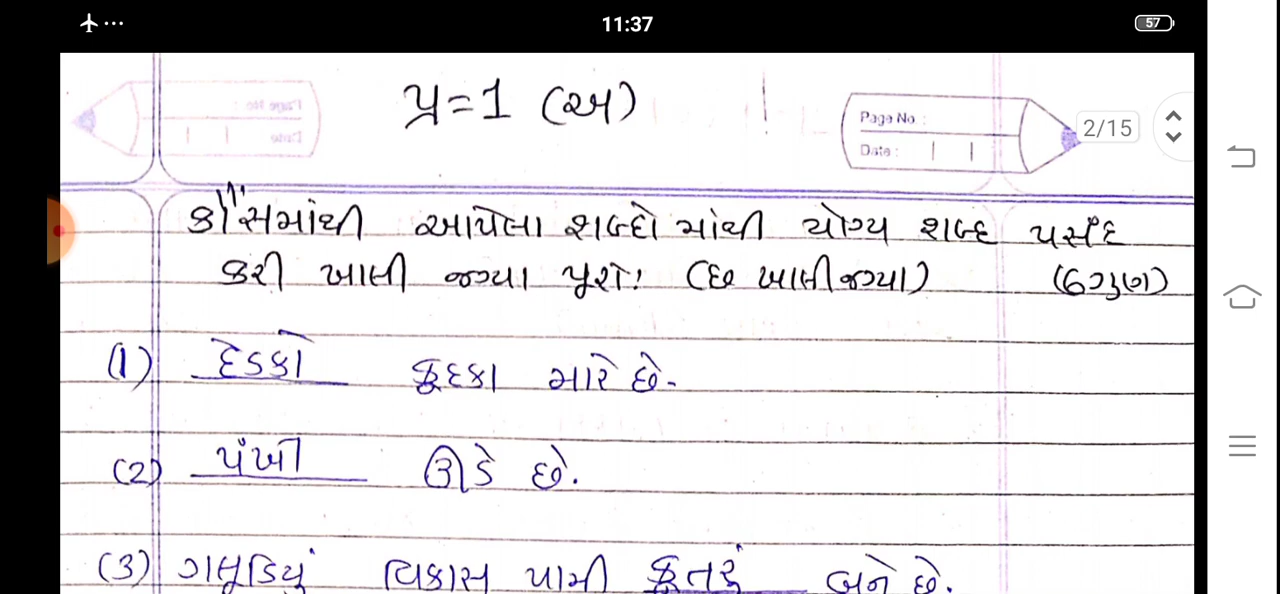 11:37
57
પ્ર=1 (અ)
Page No :
Date :
2/15
કૌંસમાંથી આપેલા શબ્દો માંથી યોગ્ય શબ્દ પસંદ
કરી ખાલી જગ્યા પૂરો! (છ ખાલીજગ્યા) (૬ગુણ)
(1) દેડકો કૂદકા મારે છે-
(2) પંખી ઊડે છે.
(3) ગલુડિયું વિકાસ પામી કૂતરું બને છે.